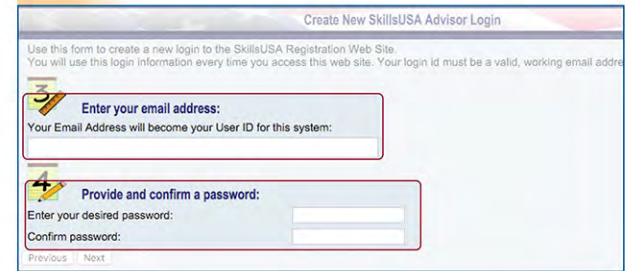 Create New SkillsUSA Advisor Login
Use this form to create a new login to the SkillsUSA Registration Web Site.
You will use this login information every time you access this web site. Your login id must be a valid, working email addre
3
Enter your email address:
Your Email Address will become your User ID for this system:
4
Provide and confirm a password:
Enter your desired password:
Confirm password:
Previous Next